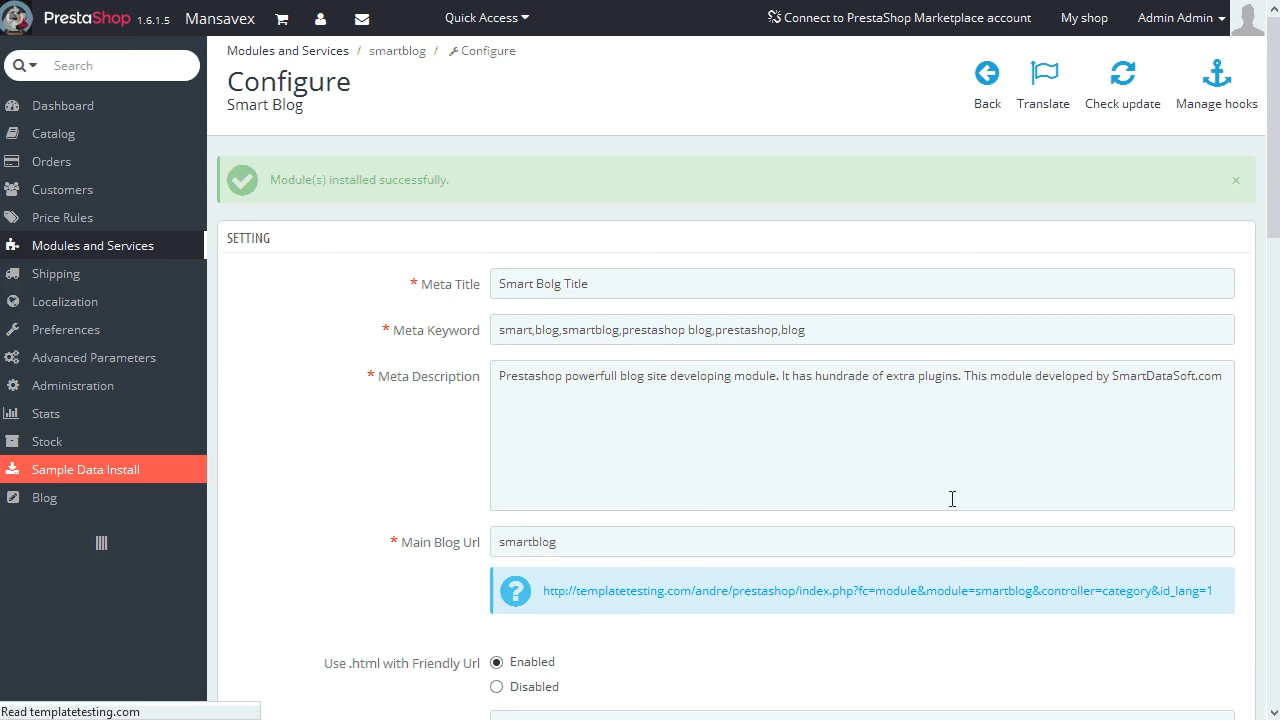 PrestaShop 1.6.1.5 Mansavex Quick Access Connect to PrestaShop Marketplace account My shop Admin Admin
Search
Dashboard
Catalog
Orders
Customers
Price Rules
Modules and Services
Shipping
Localization
Preferences
Advanced Parameters
Administration
Stats
Stock
Sample Data Install
Blog
Modules and Services / smartblog / Configure
Configure
Smart Blog
Back Translate Check update Manage hooks
Module(s) installed successfully. ×
SETTING
* Meta Title Smart Bolg Title
* Meta Keyword smart,blog,smartblog,prestashop blog,prestashop,blog
* Meta Description Prestashop powerfull blog site developing module. It has hundrade of extra plugins. This module developed by SmartDataSoft.com
* Main Blog Url smartblog
http://templatetesting.com/andre/prestashop/index.php?fc=module&module=smartblog&controller=category&id_lang=1
Use .html with Friendly Url Enabled
Disabled
Read templatetesting.com